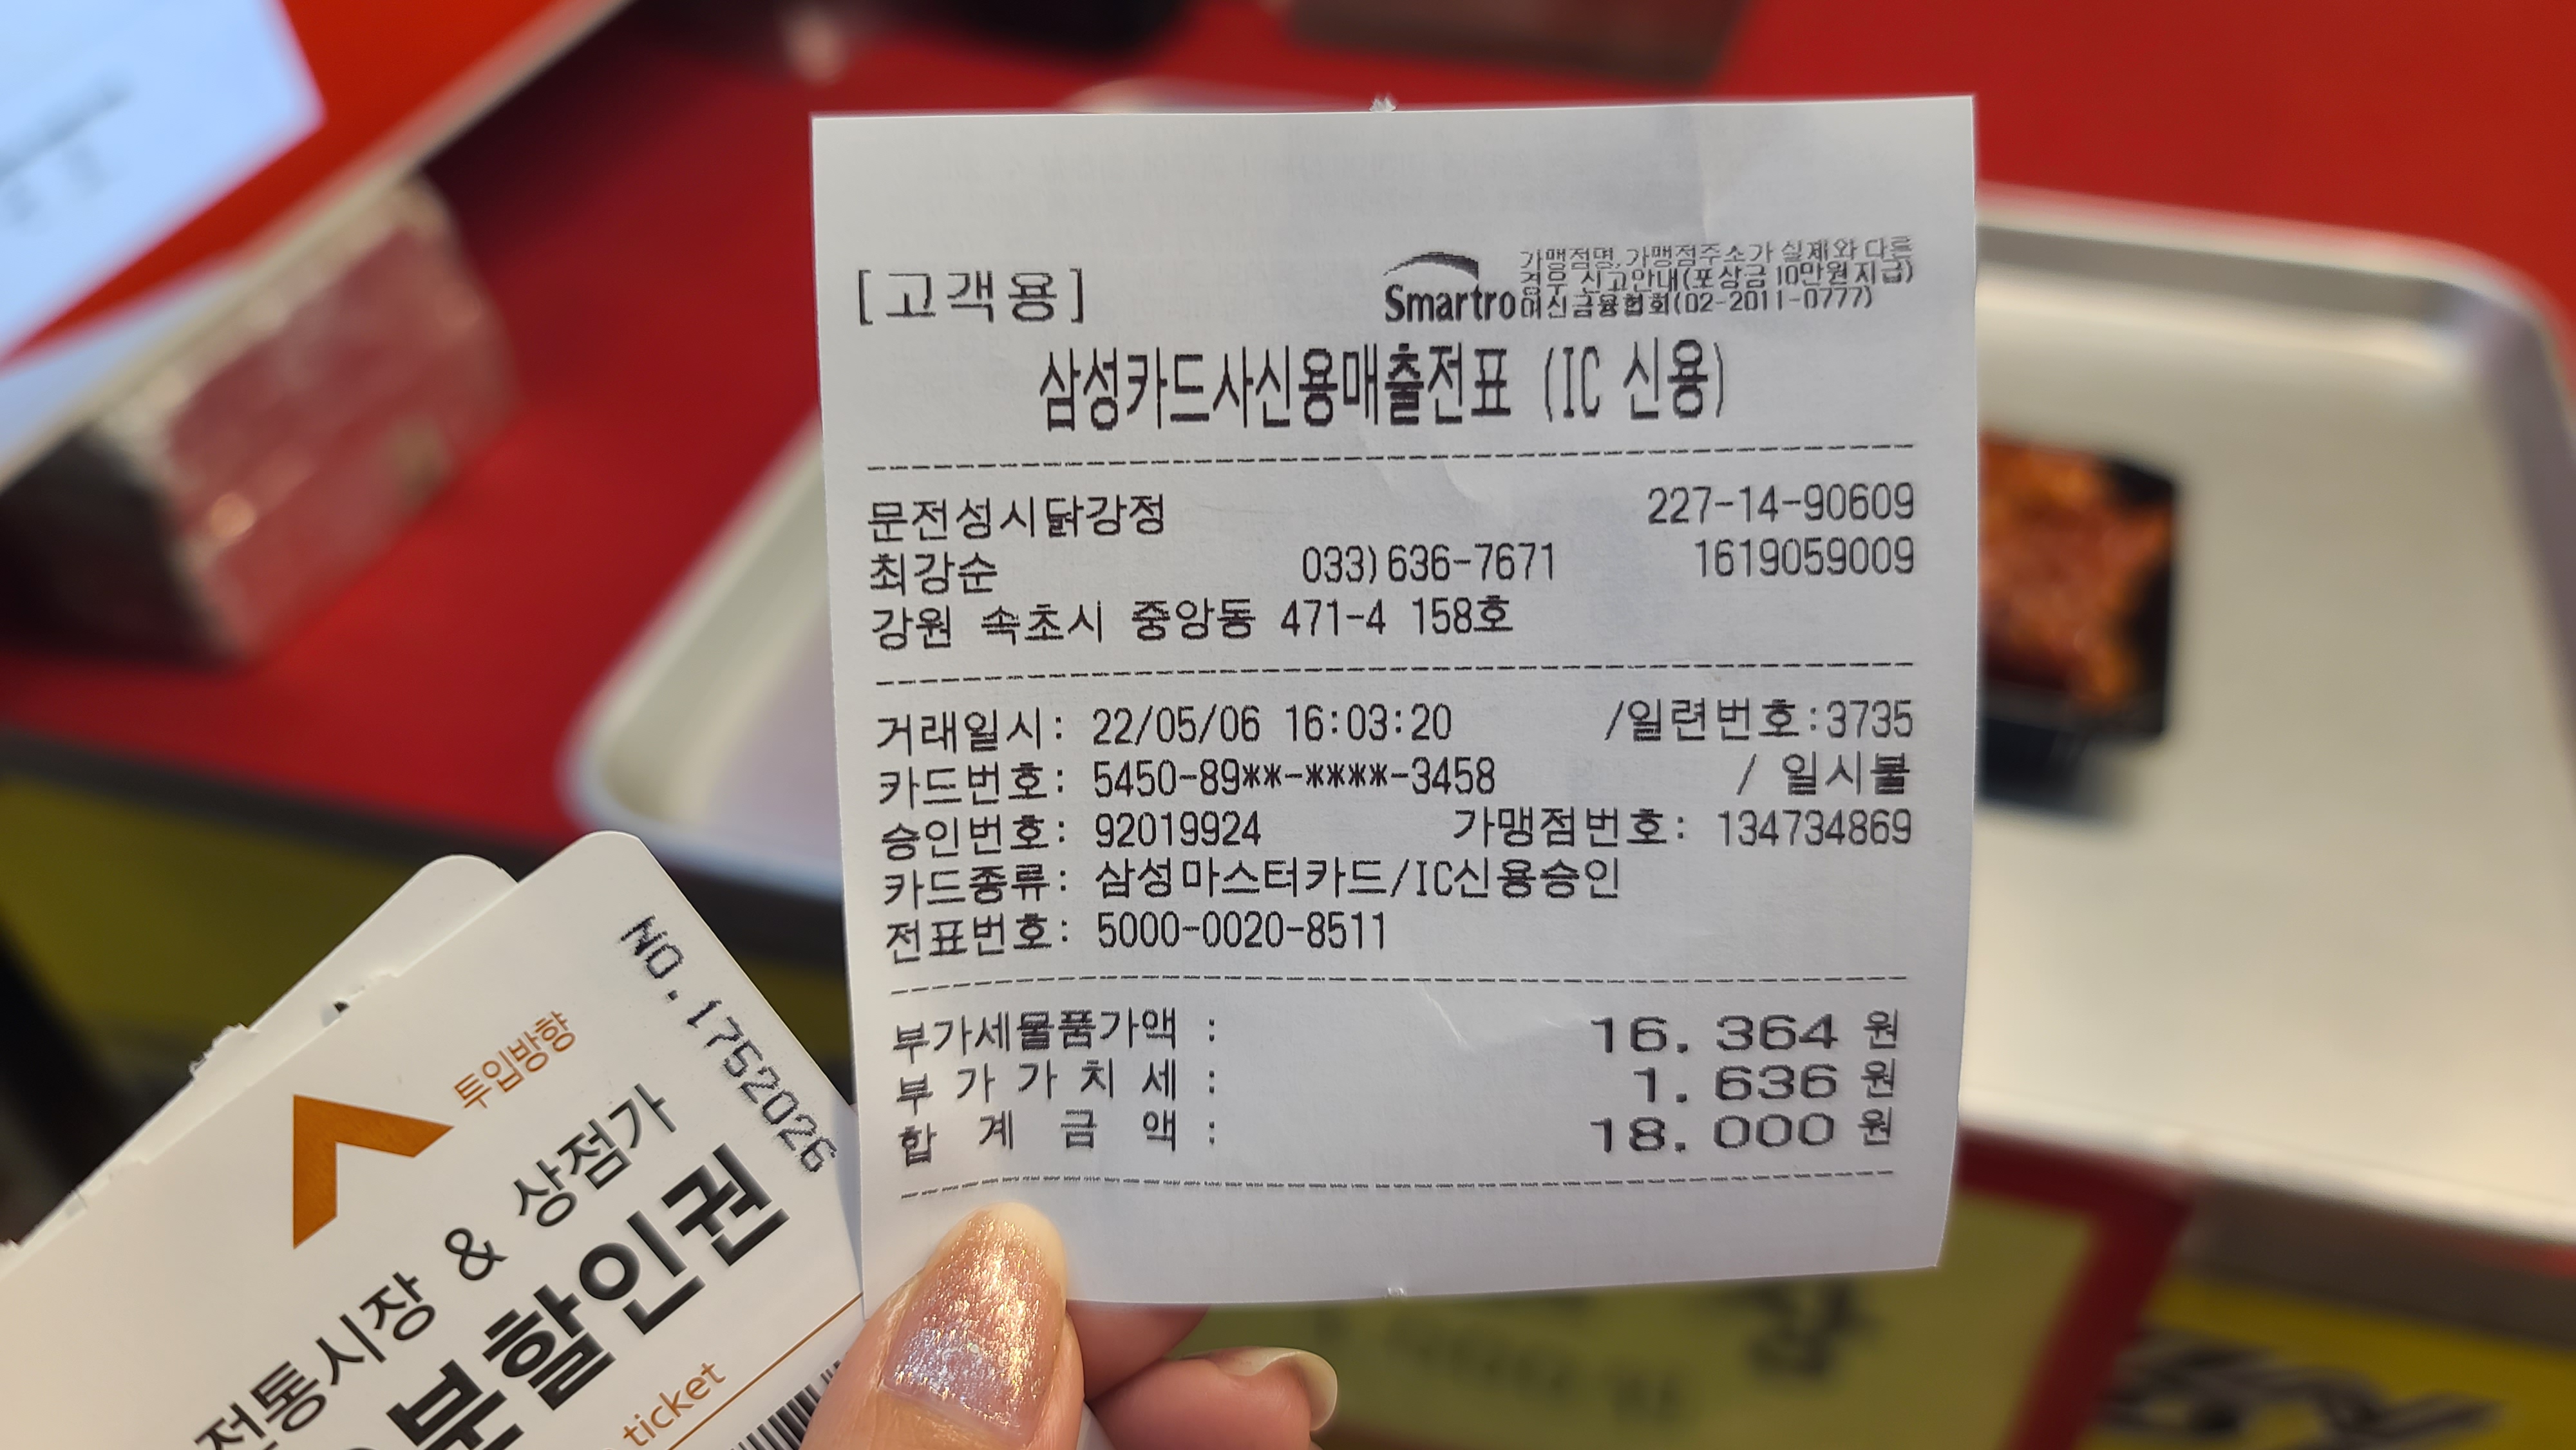 [고객용]
Smartro
가맹점명,가맹점주소가 실제와 다른
경우 신고안내(포상금10만원지급)
여신금융협회(02-2011-0777)
삼성카드사신용매출전표 (IC 신용)
문전성시닭강정 227-14-90609
최강순 033)636-7671 1619059009
강원 속초시 중앙동 471-4 158호
거래일시: 22/05/06 16:03:20 /일련번호:3735
카드번호: 5450-89**-****-3458 / 일시불
승인번호: 92019924 가맹점번호: 134734869
카드종류: 삼성마스터카드/IC신용승인
전표번호: 5000-0020-8511
부가세물품가액 : 16. 364 원
부 가 가 치 세 : 1. 636 원
합 계 금 액 : 18. 000 원
NO.1752026
투입방향
전통시장 & 상점가
분할인권
ticket